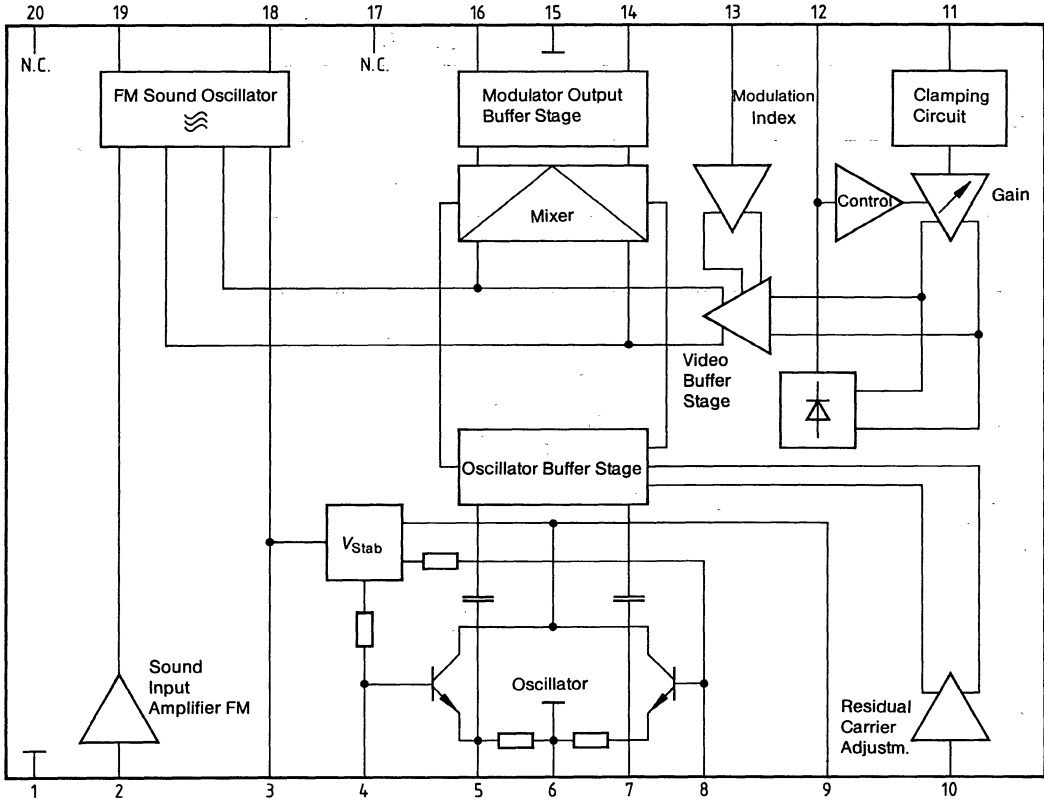 20 19 18 17 16 15 14 13 12 11
N.C.
N.C.
FM Sound Oscillator
Modulator Output
Buffer Stage
Modulation
Index
Clamping
Circuit
Mixer
Control
Gain
Video
Buffer
Stage
Oscillator Buffer Stage
VStab
Sound
Input
Amplifier FM
Oscillator
Residual
Carrier
Adjustm.
1 2 3 4 5 6 7 8 9 10